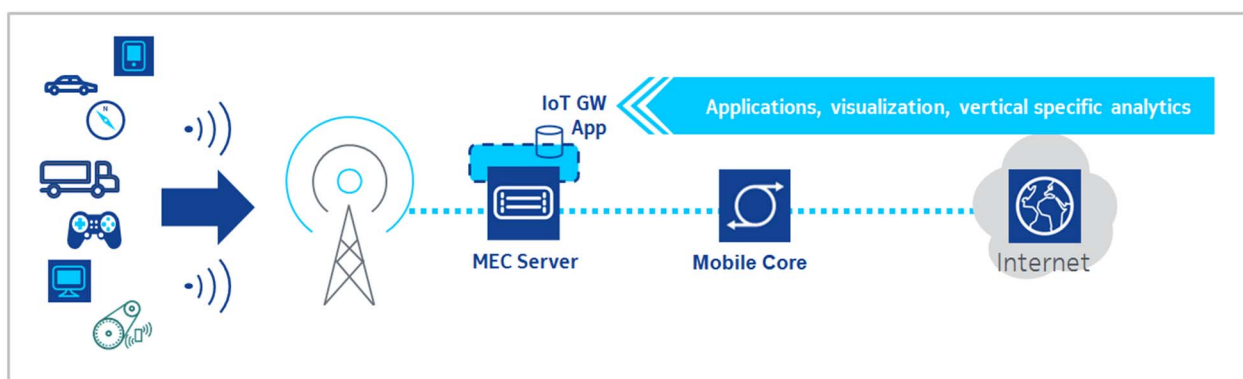 IoT GW
App
Applications, visualization, vertical specific analytics
N
MEC Server
Mobile Core
Internet